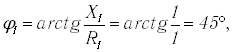 φ₁ = arctg X₁/R₁ = arctg 1/1 = 45°,